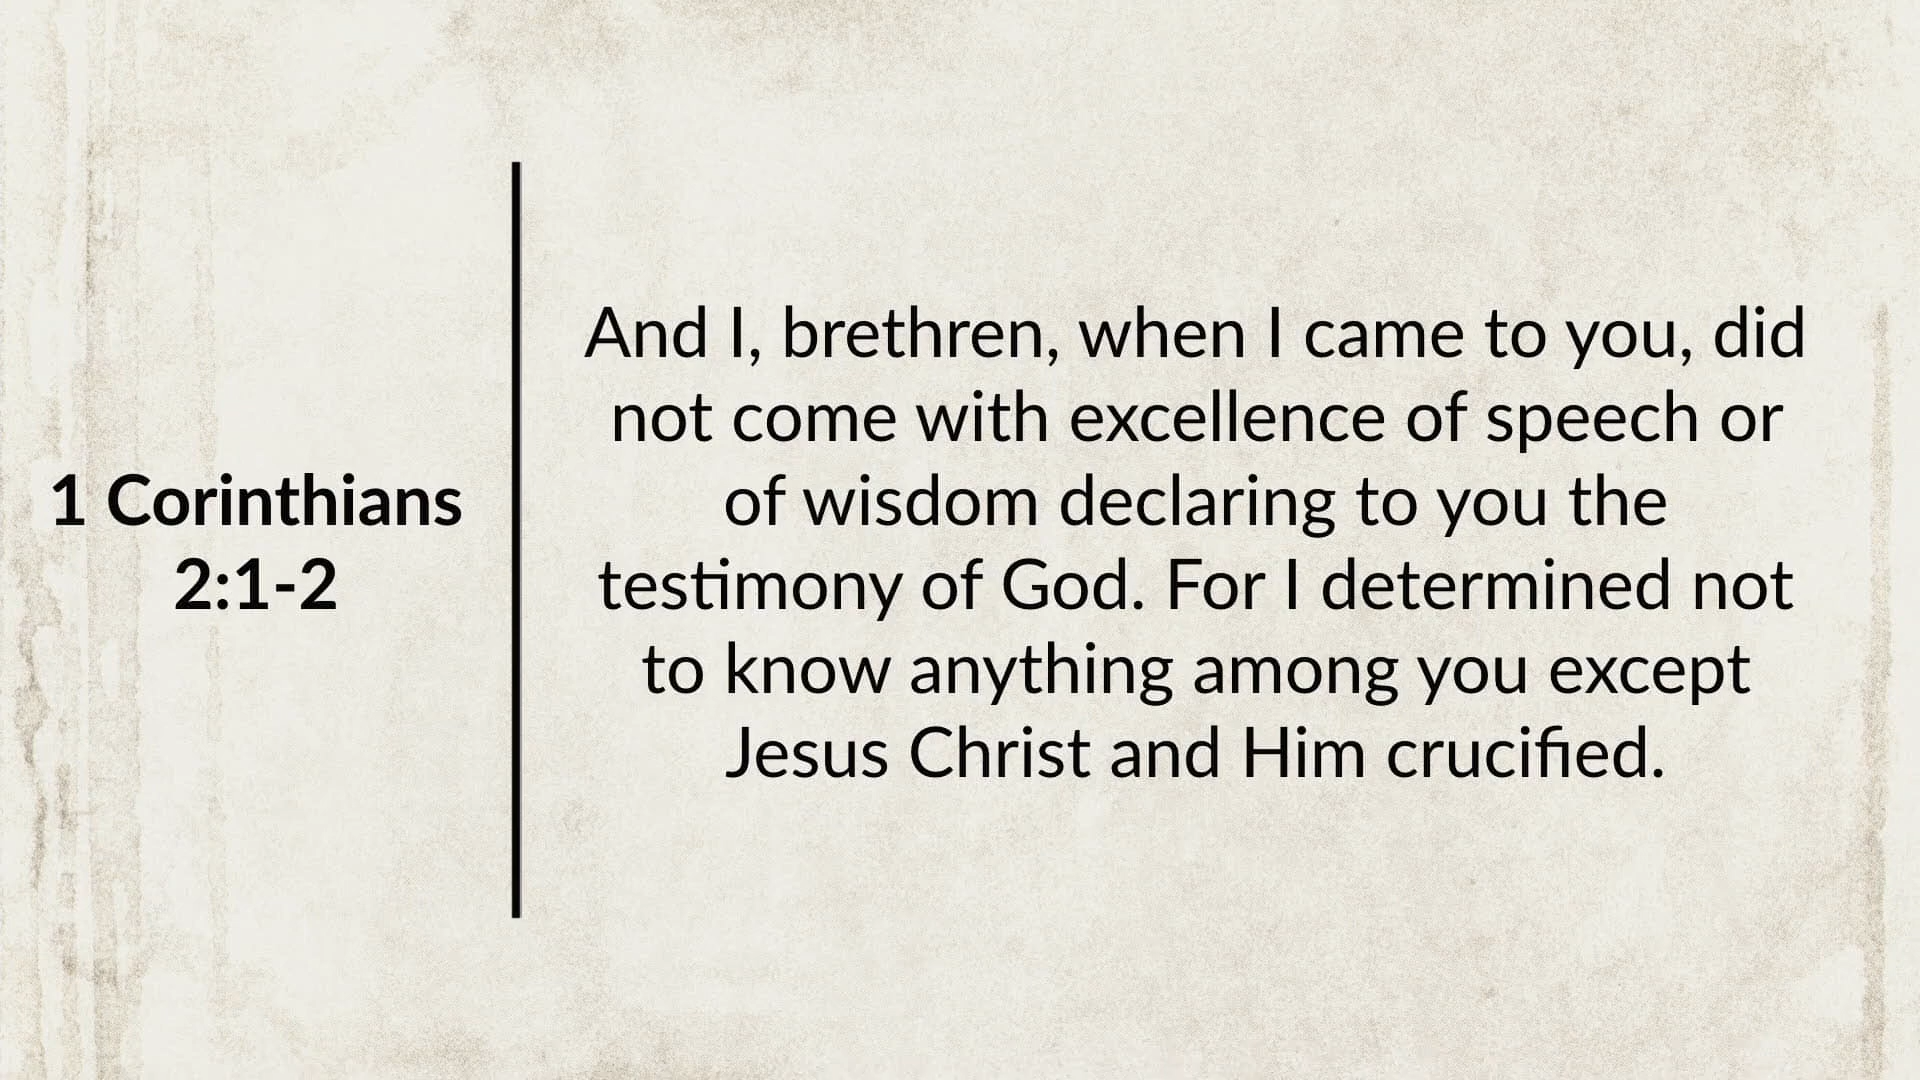 1 Corinthians
2:1-2
And I, brethren, when I came to you, did
not come with excellence of speech or
of wisdom declaring to you the
testimony of God. For I determined not
to know anything among you except
Jesus Christ and Him crucified.